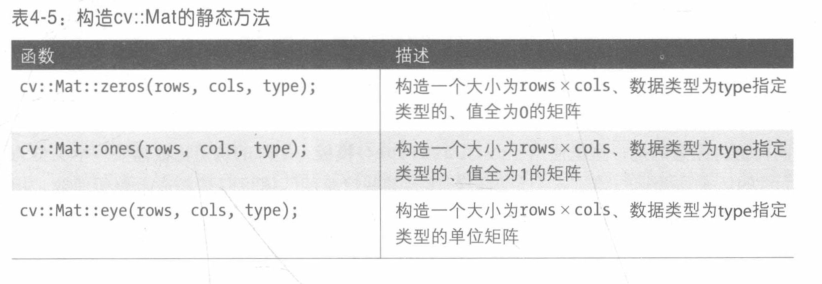 表4-5：构造cv::Mat的静态方法
函数 描述
cv::Mat::zeros(rows, cols, type); 构造一个大小为rows×cols、数据类型为type指定
类型的、值全为0的矩阵
cv::Mat::ones(rows, cols, type); 构造一个大小为rows×cols、数据类型为type指定
类型的、值全为1的矩阵
cv::Mat::eye(rows, cols, type); 构造一个大小为rows×cols、数据类型为type指定
类型的单位矩阵